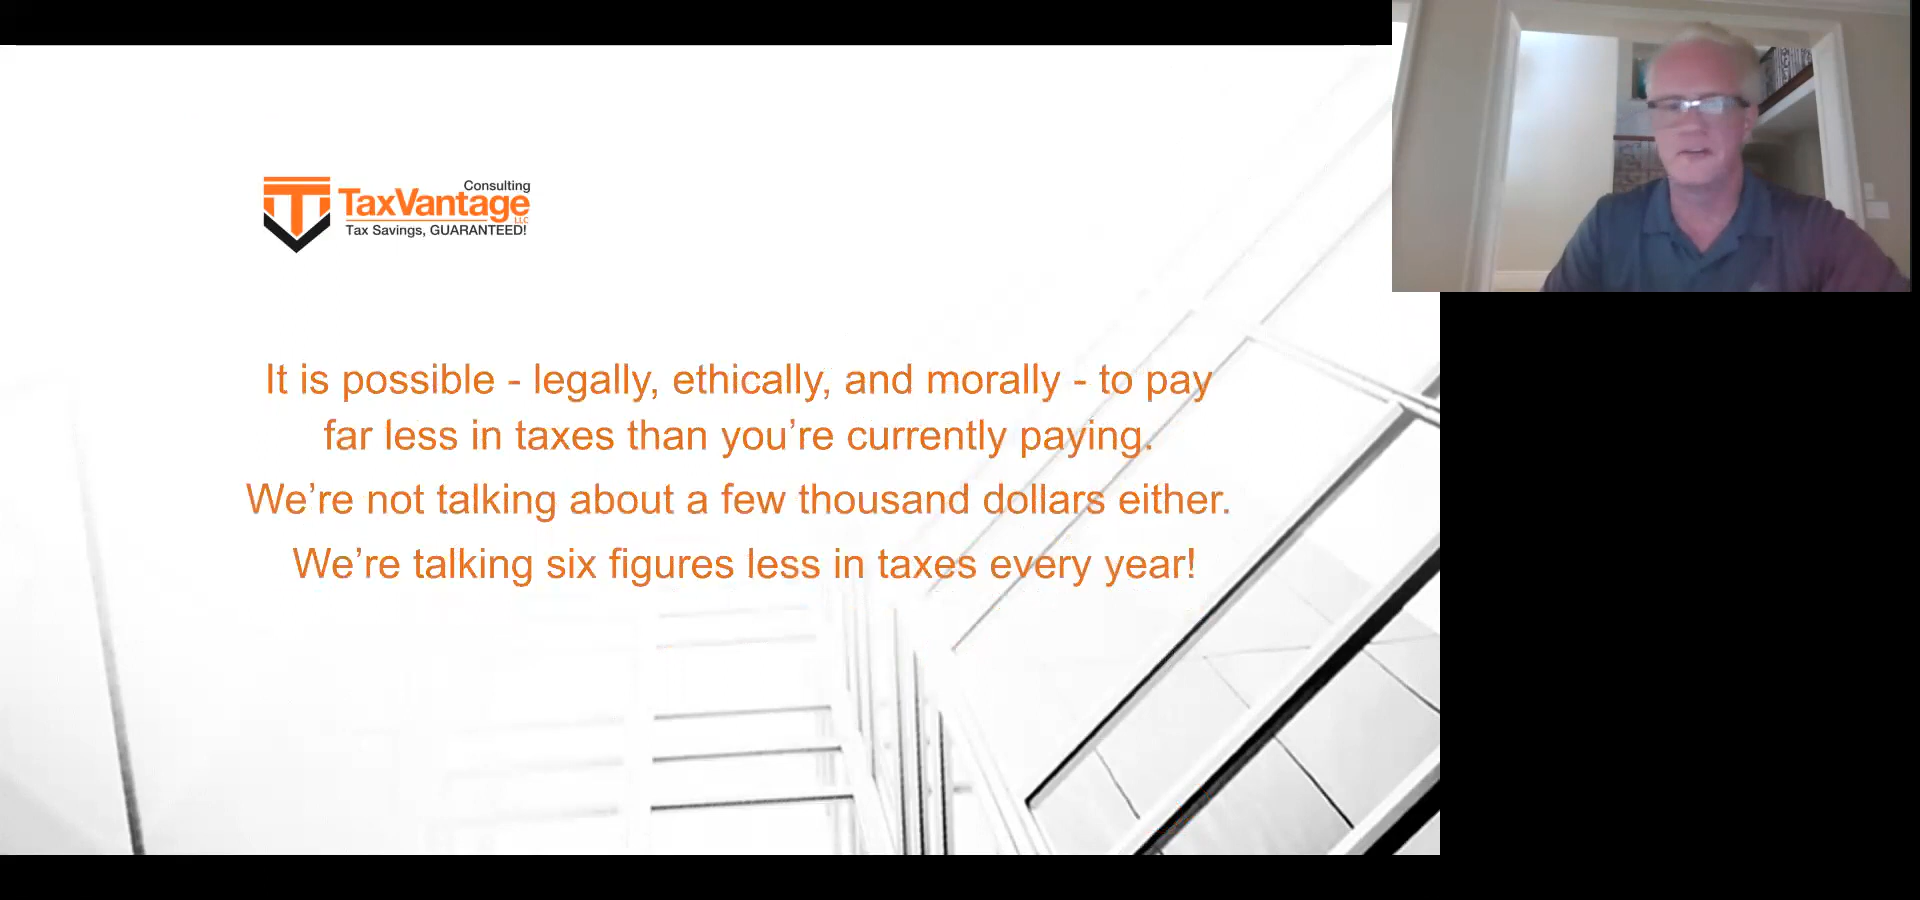 Consulting
TaxVantage
LLC
Tax Savings, GUARANTEED!
It is possible - legally, ethically, and morally - to pay
far less in taxes than you’re currently paying.
We’re not talking about a few thousand dollars either.
We’re talking six figures less in taxes every year!